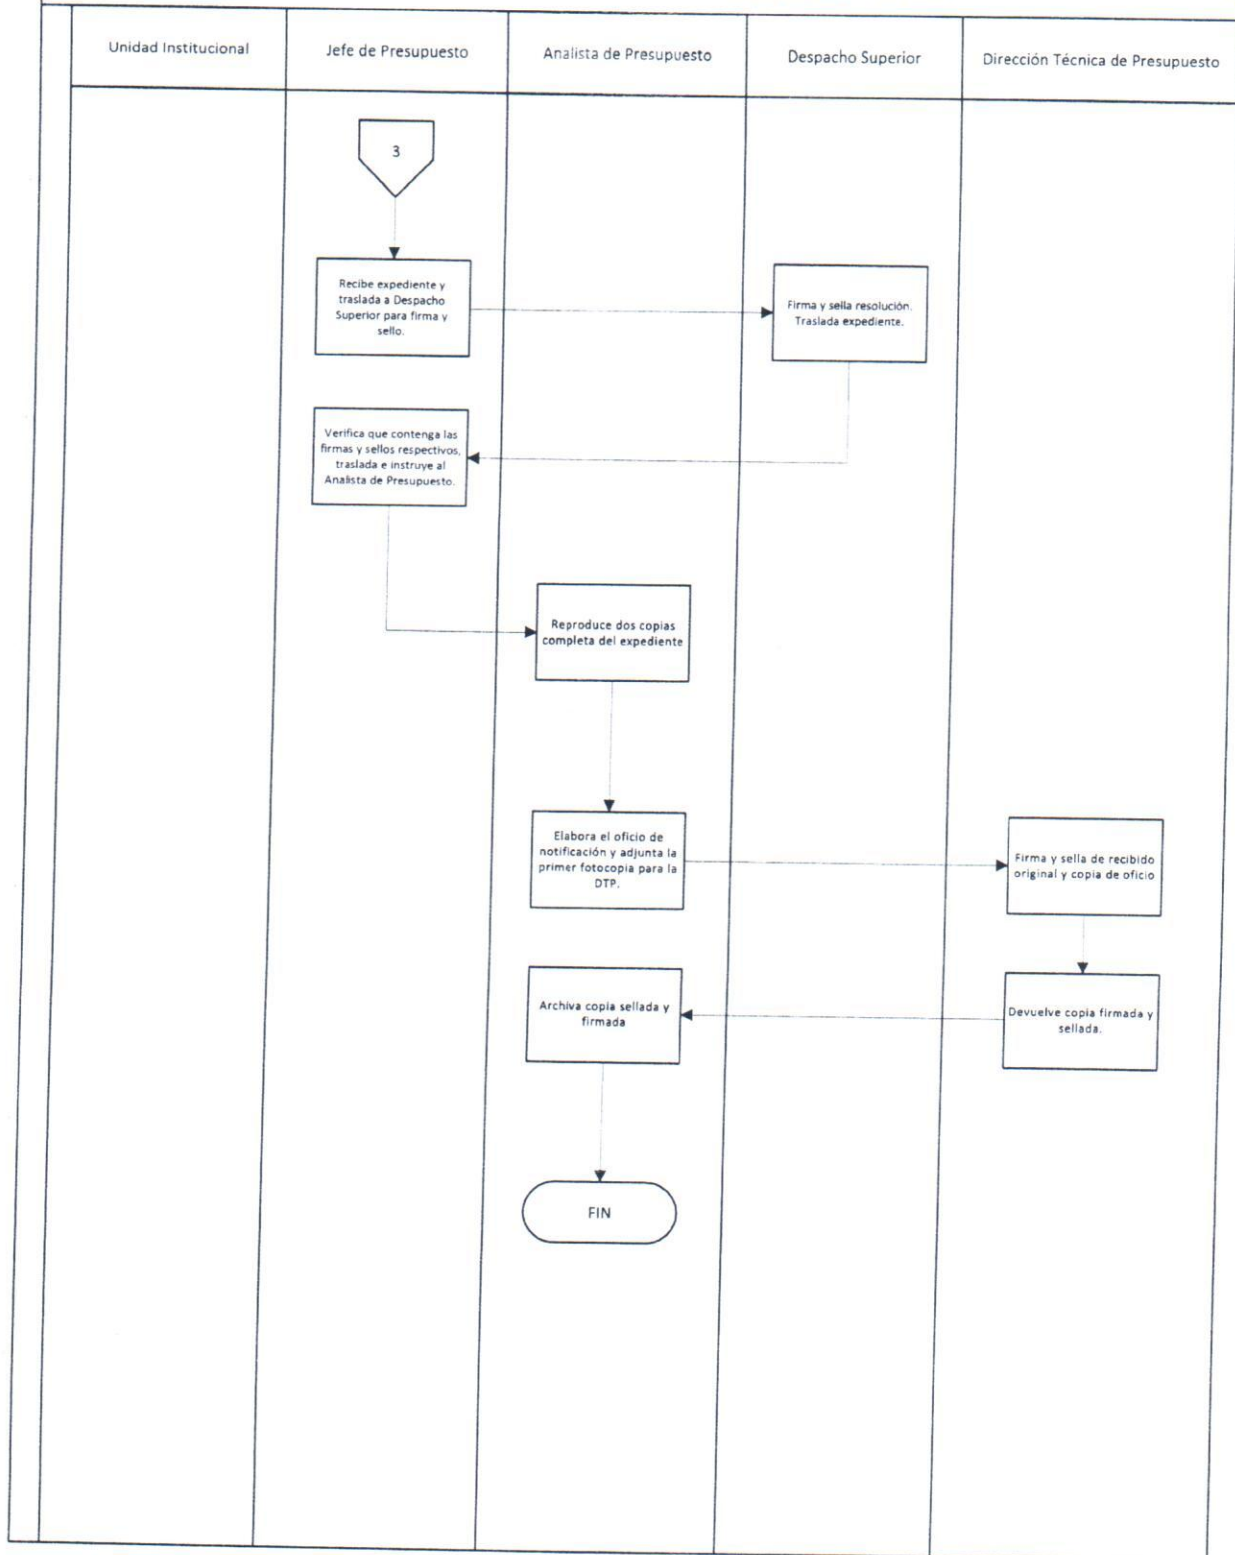 Unidad Institucional
Jefe de Presupuesto
Analista de Presupuesto
Despacho Superior
Dirección Técnica de Presupuesto
3
Recibe expediente y
traslada a Despacho
Superior para firma y
sello.
Firma y sella resolución.
Traslada expediente.
Verifica que contenga las
firmas y sellos respectivos,
traslada e instruye al
Analista de Presupuesto.
Reproduce dos copias
completa del expediente
Elabora el oficio de
notificación y adjunta la
primer fotocopia para la
DTP.
Firma y sella de recibido
original y copia de oficio
Devuelve copia firmada y
sellada.
Archiva copia sellada y
firmada
FIN